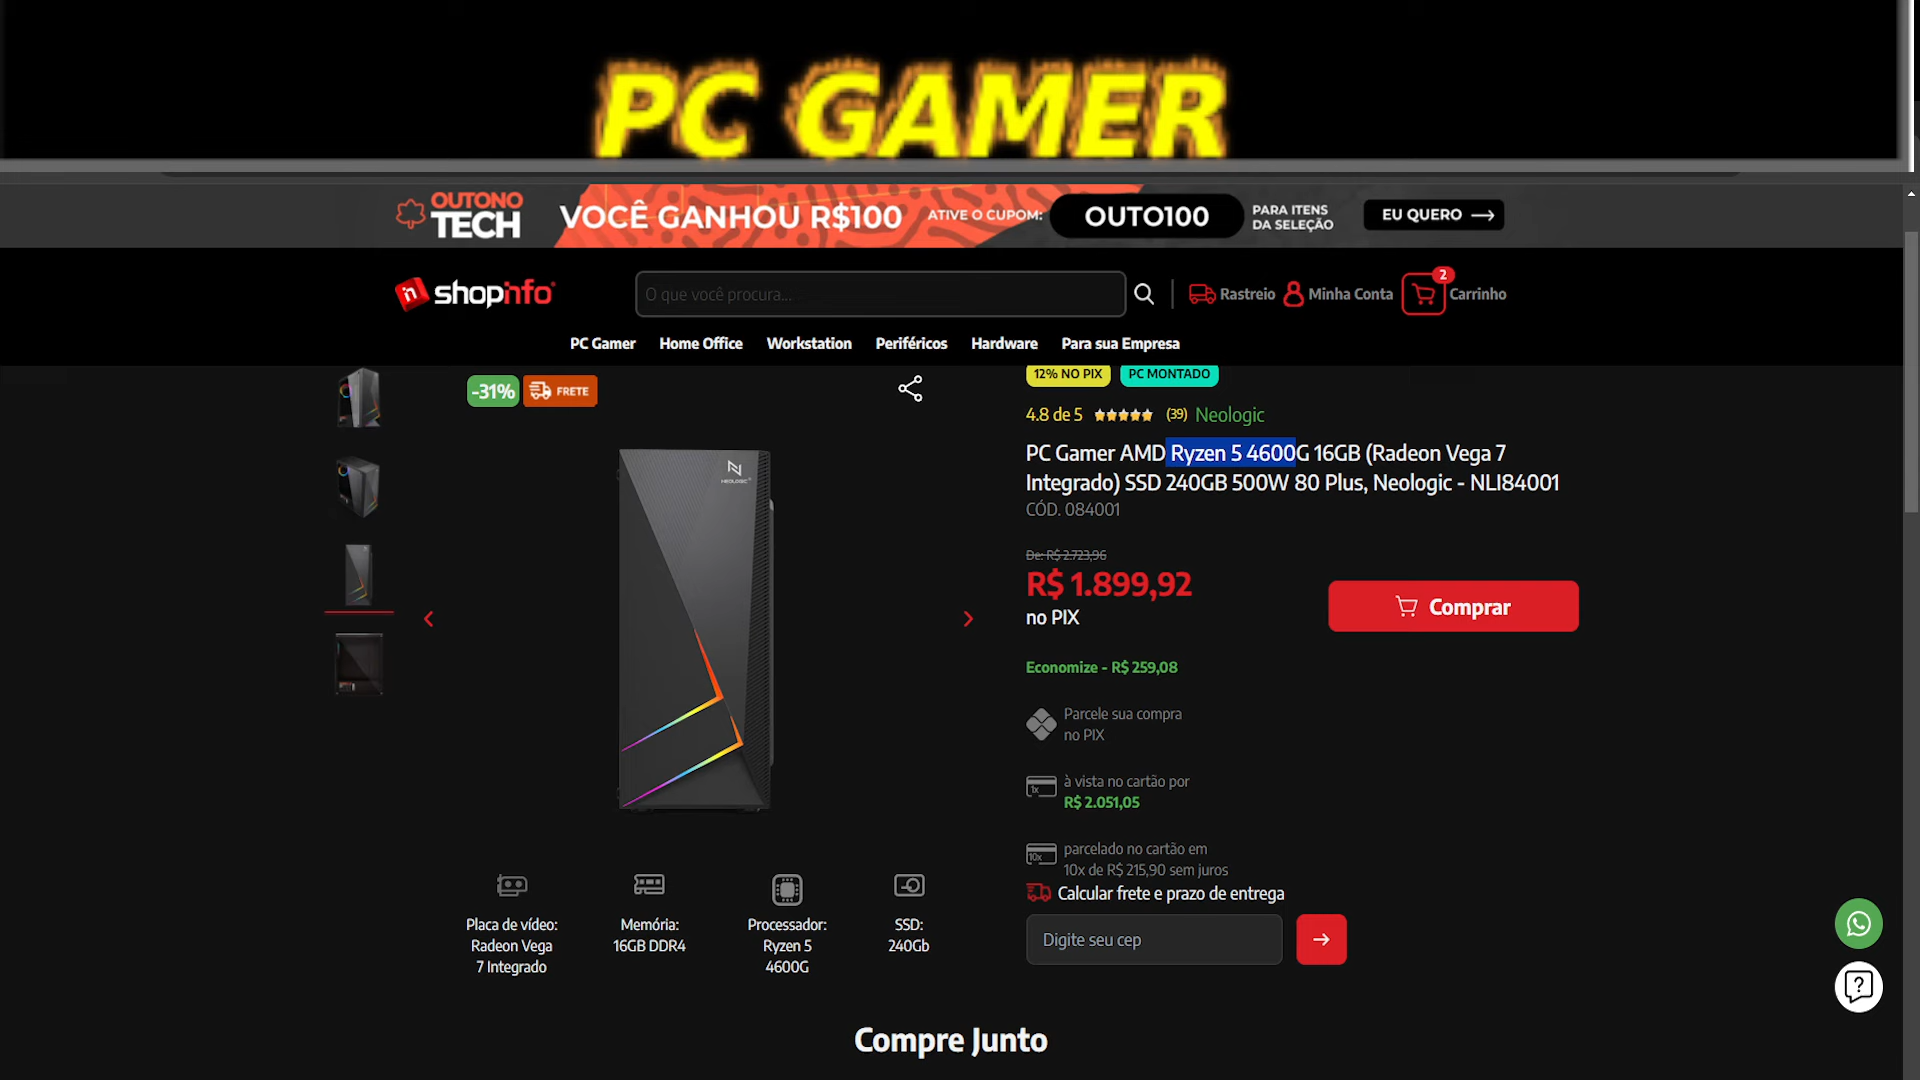 PC GAMER
OUTONO
TECH
VOCÊ GANHOU R$100
ATIVE O CUPOM:
OUTO100
PARA ITENS
DA SELEÇÃO
EU QUERO
shopinfo
O que você procura...
Rastreio
Minha Conta
2
Carrinho
PC Gamer
Home Office
Workstation
Periféricos
Hardware
Para sua Empresa
-31%
FRETE
12% NO PIX
PC MONTADO
4.8 de 5
(39)
Neologic
PC Gamer AMD Ryzen 5 4600G 16GB (Radeon Vega 7
Integrado) SSD 240GB 500W 80 Plus, Neologic - NLI84001
CÓD. 084001
De: R$ 2.723,96
R$ 1.899,92
no PIX
Comprar
Economize - R$ 259,08
Parcele sua compra
no PIX
1x
à vista no cartão por
R$ 2.051,05
10x
parcelado no cartão em
10x de R$ 215,90 sem juros
Calcular frete e prazo de entrega
Digite seu cep
NEOLOGIC
Placa de vídeo:
Radeon Vega
7 Integrado
Memória:
16GB DDR4
Processador:
Ryzen 5
4600G
SSD:
240Gb
Compre Junto